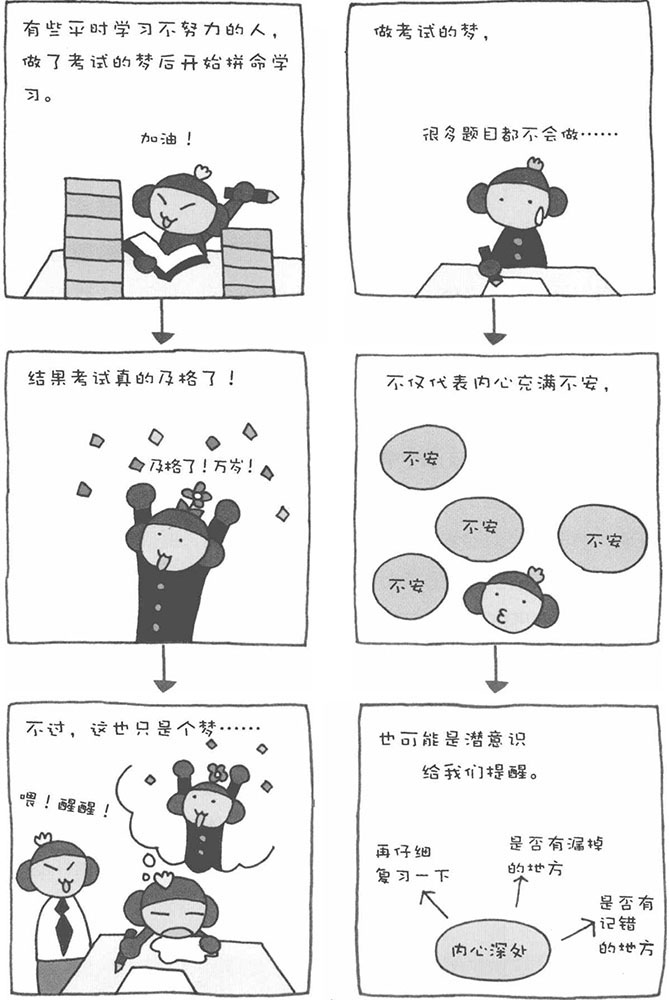 有些平时学习不努力的人，
做了考试的梦后开始拼命学
习。
加油！
结果考试真的及格了！
及格了！万岁！
不过，这也只是个梦……
喂！醒醒！
做考试的梦，
很多题目都不会做……
不仅代表内心充满不安，
不安
不安
不安
不安
也可能是潜意识
给我们提醒。
再仔细
复习一下
是否有漏掉
的地方
是否有
记错
的地方
内心深处